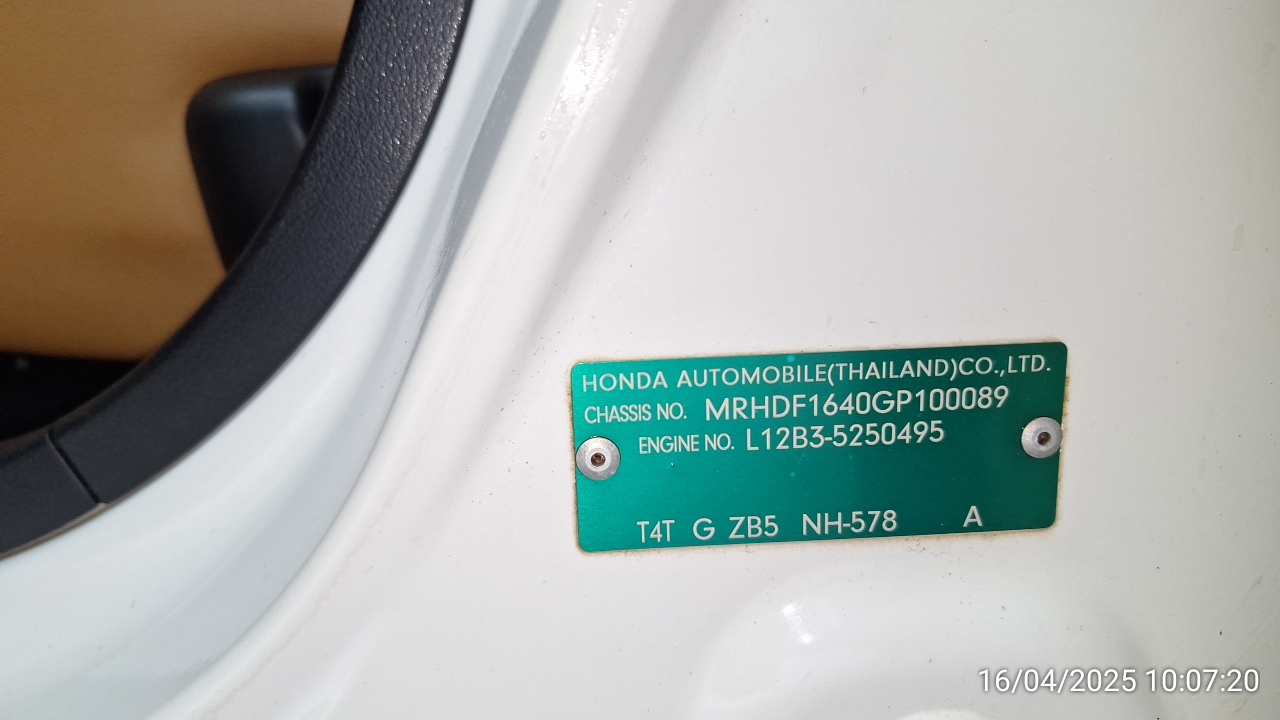 HONDA AUTOMOBILE(THAILAND)CO.,LTD.
CHASSIS NO. MRHDF1640GP100089
ENGINE NO. L12B3-5250495
T4T G ZB5 NH-578 A
16/04/2025 10:07:20